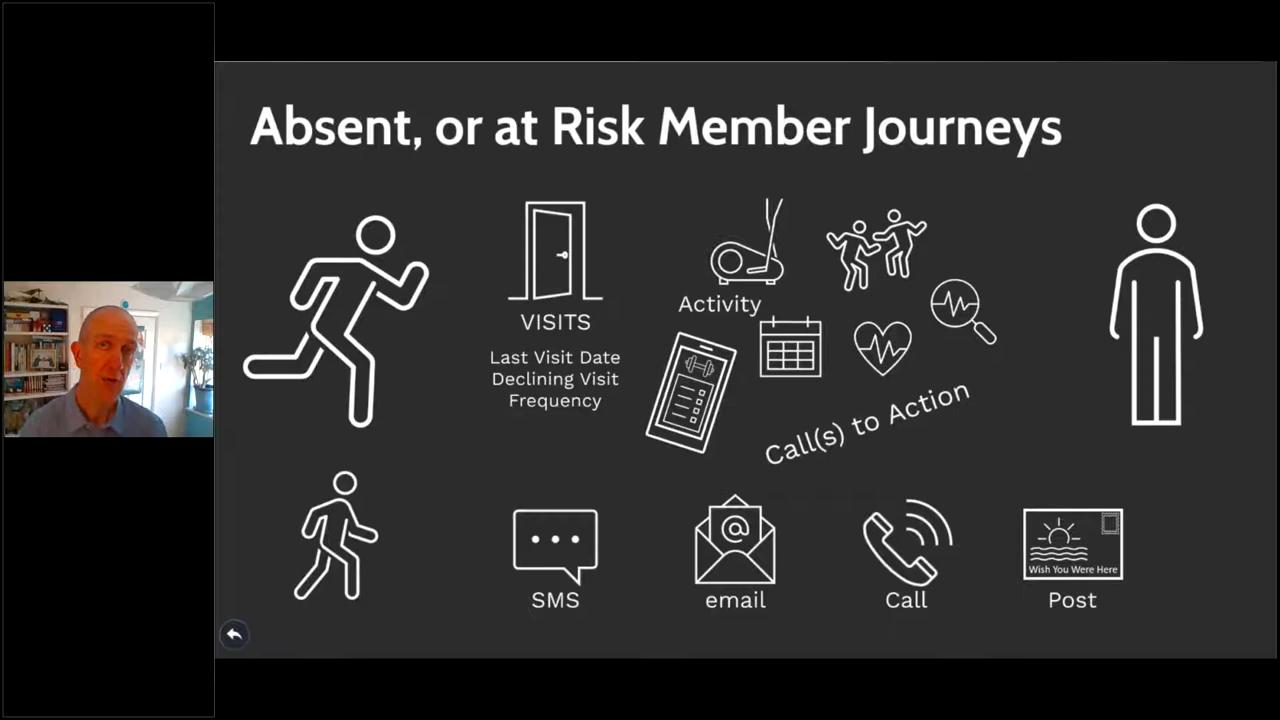 Absent, or at Risk Member Journeys
VISITS
Last Visit Date
Declining Visit
Frequency
Activity
Call(s) to Action
SMS
@
email
Call
Wish You Were Here
Post